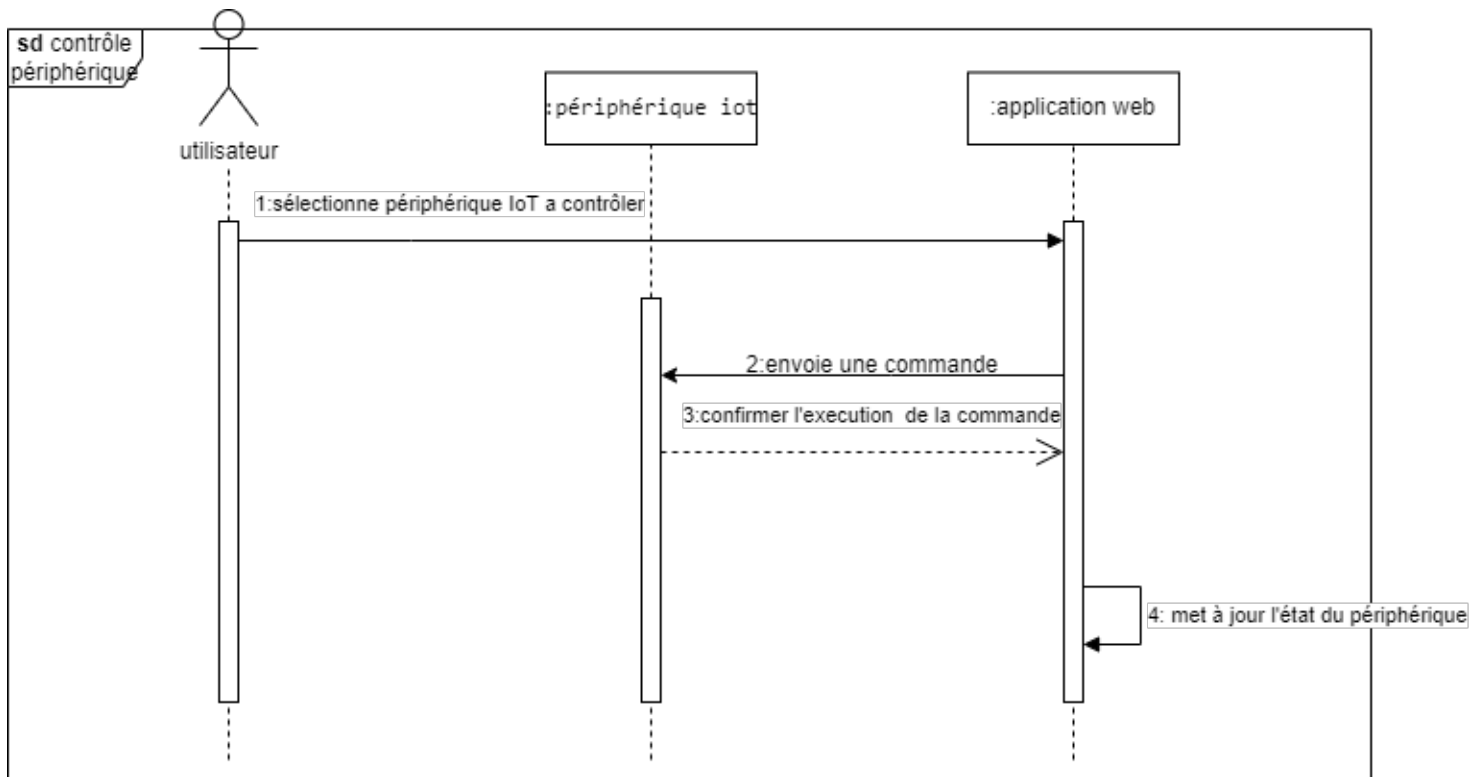 sd contrôle
périphérique
utilisateur
:périphérique iot
:application web
1:sélectionne périphérique IoT a contrôler
2:envoie une commande
3:confirmer l'execution  de la commande
4: met à jour l'état du périphérique